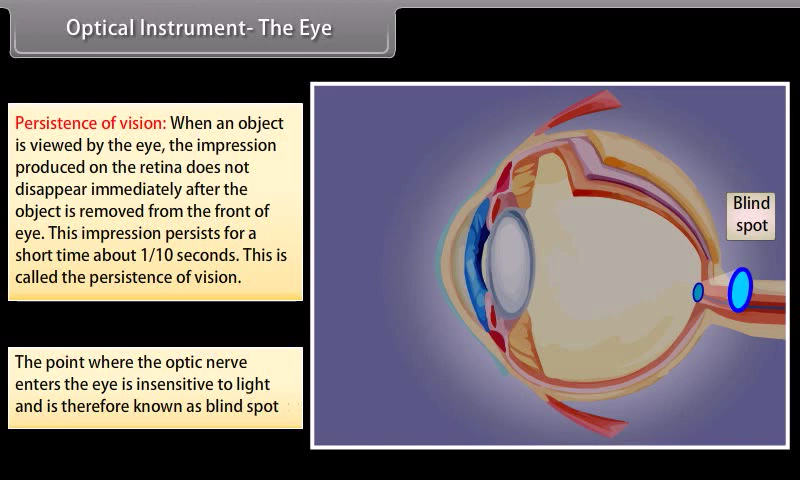 Optical Instrument- The Eye
Persistence of vision: When an object
is viewed by the eye, the impression
produced on the retina does not
disappear immediately after the
object is removed from the front of
eye. This impression persists for a
short time about 1/10 seconds. This is
called the persistence of vision.
The point where the optic nerve
enters the eye is insensitive to light
and is therefore known as blind spot
Blind
spot